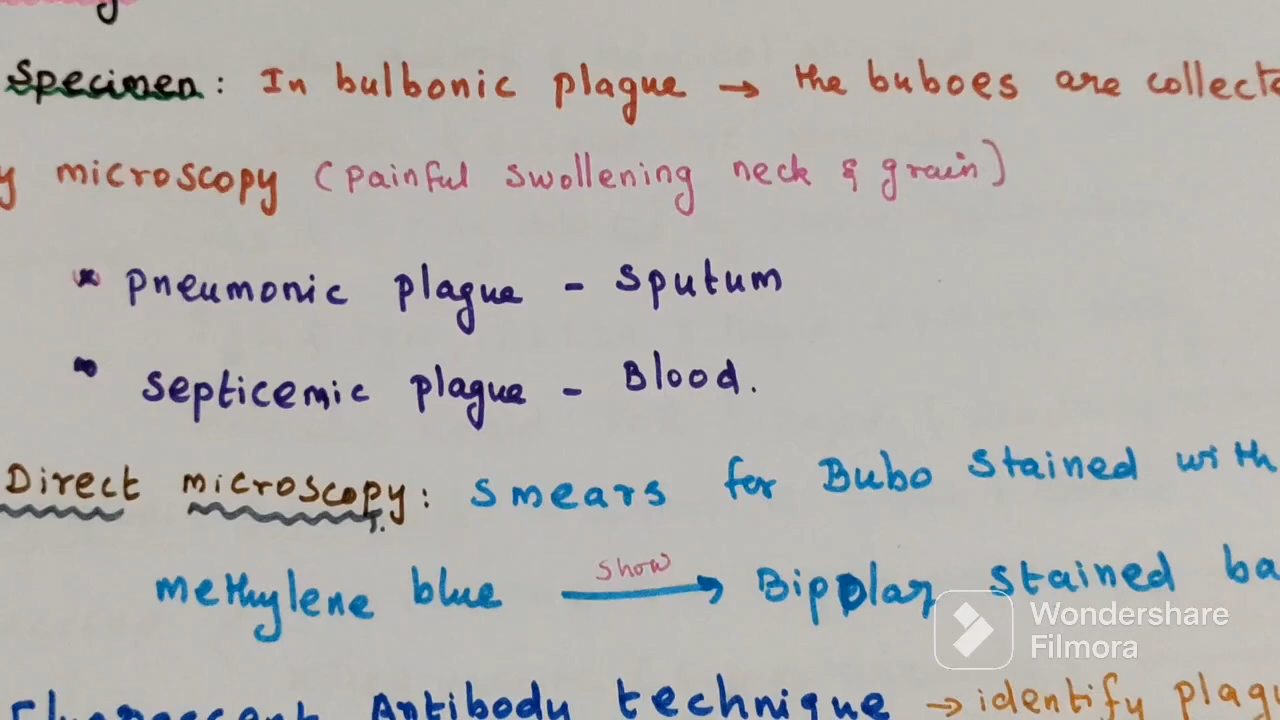 Specimen: In bulbonic plague → the buboes are collect
y microscopy (painful swollening neck & grain)
* pneumonic plague - Sputum
septicemic plague - Blood.
Direct microscopy: smears for Bubo stained with
methylene blue show → Bipolar stained ba
Wondershare
Filmora
Fluorescent Antibody technique → identify plag